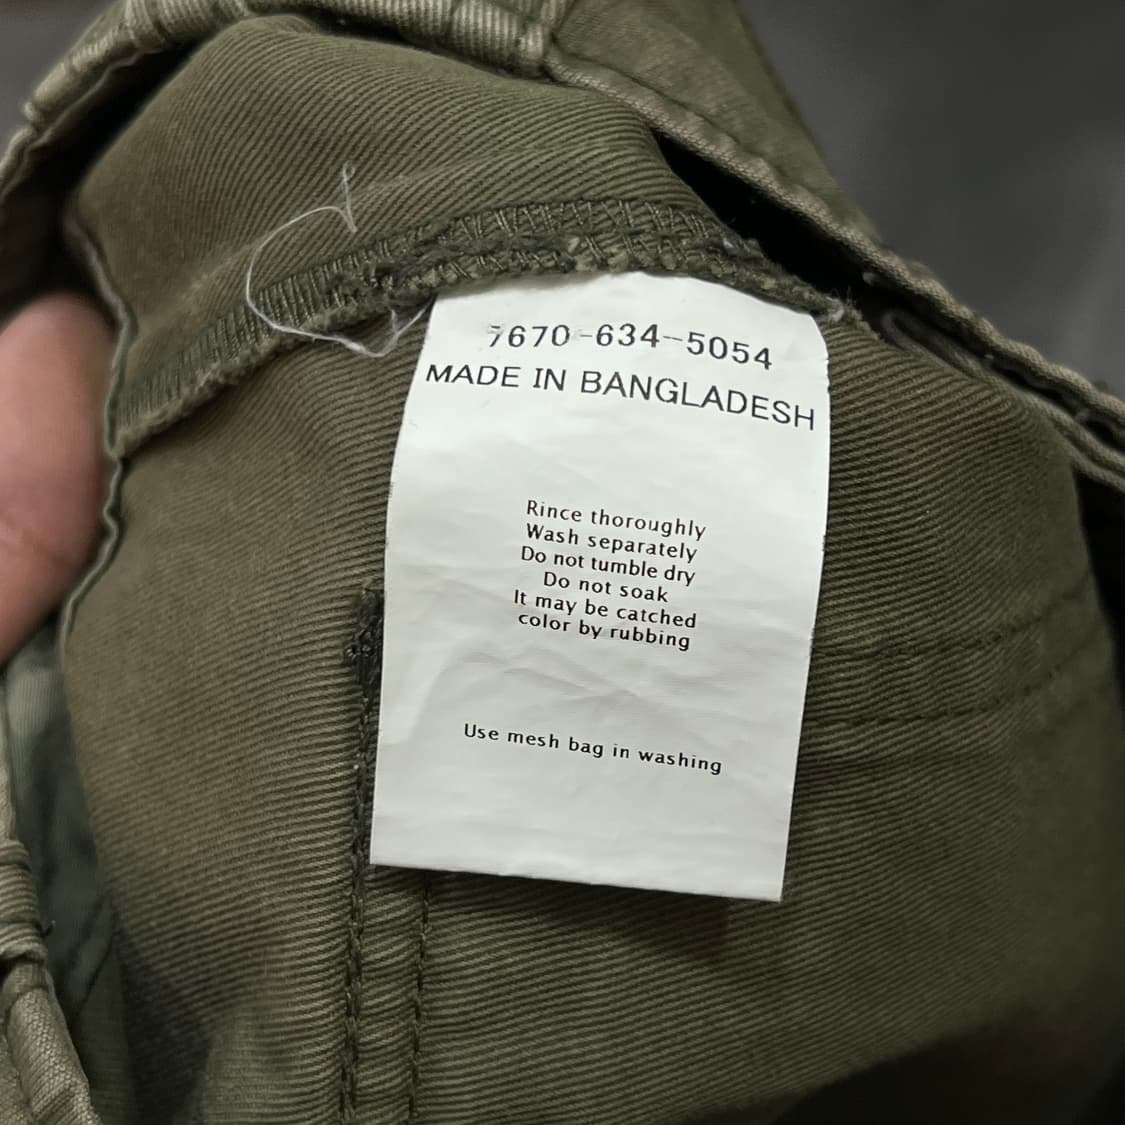 7670-634-5054
MADE IN BANGLADESH
Rince thoroughly
Wash separately
Do not tumble dry
Do not soak
It may be catched
color by rubbing
Use mesh bag in washing